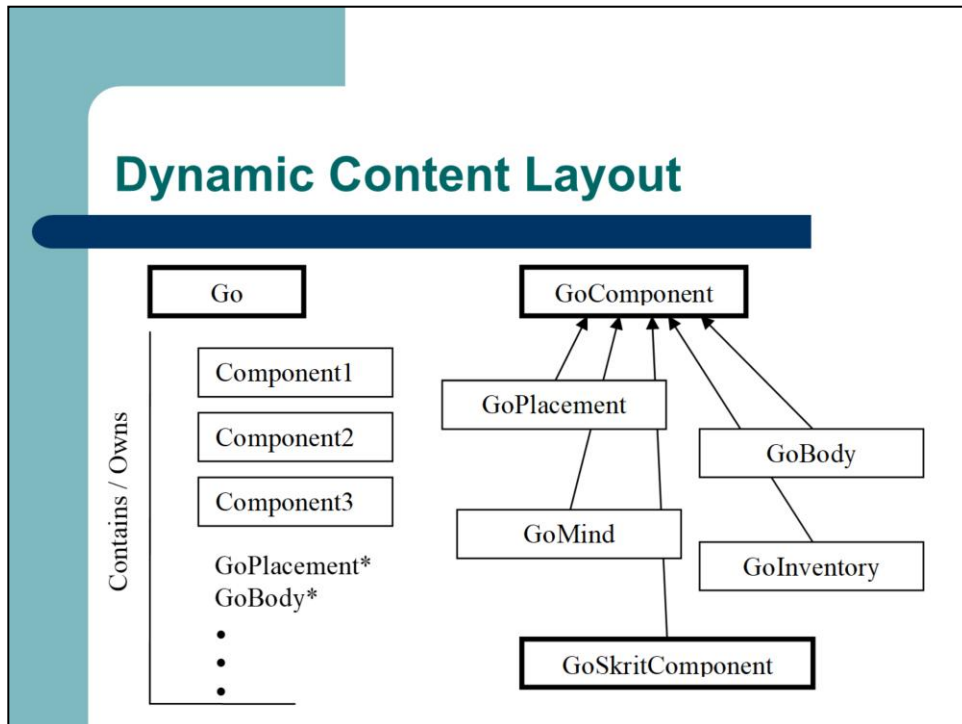 Dynamic Content Layout
Go
Contains / Owns
Component1
Component2
Component3
GoPlacement*
GoBody*
GoComponent
GoPlacement
GoBody
GoMind
GoInventory
GoSkritComponent